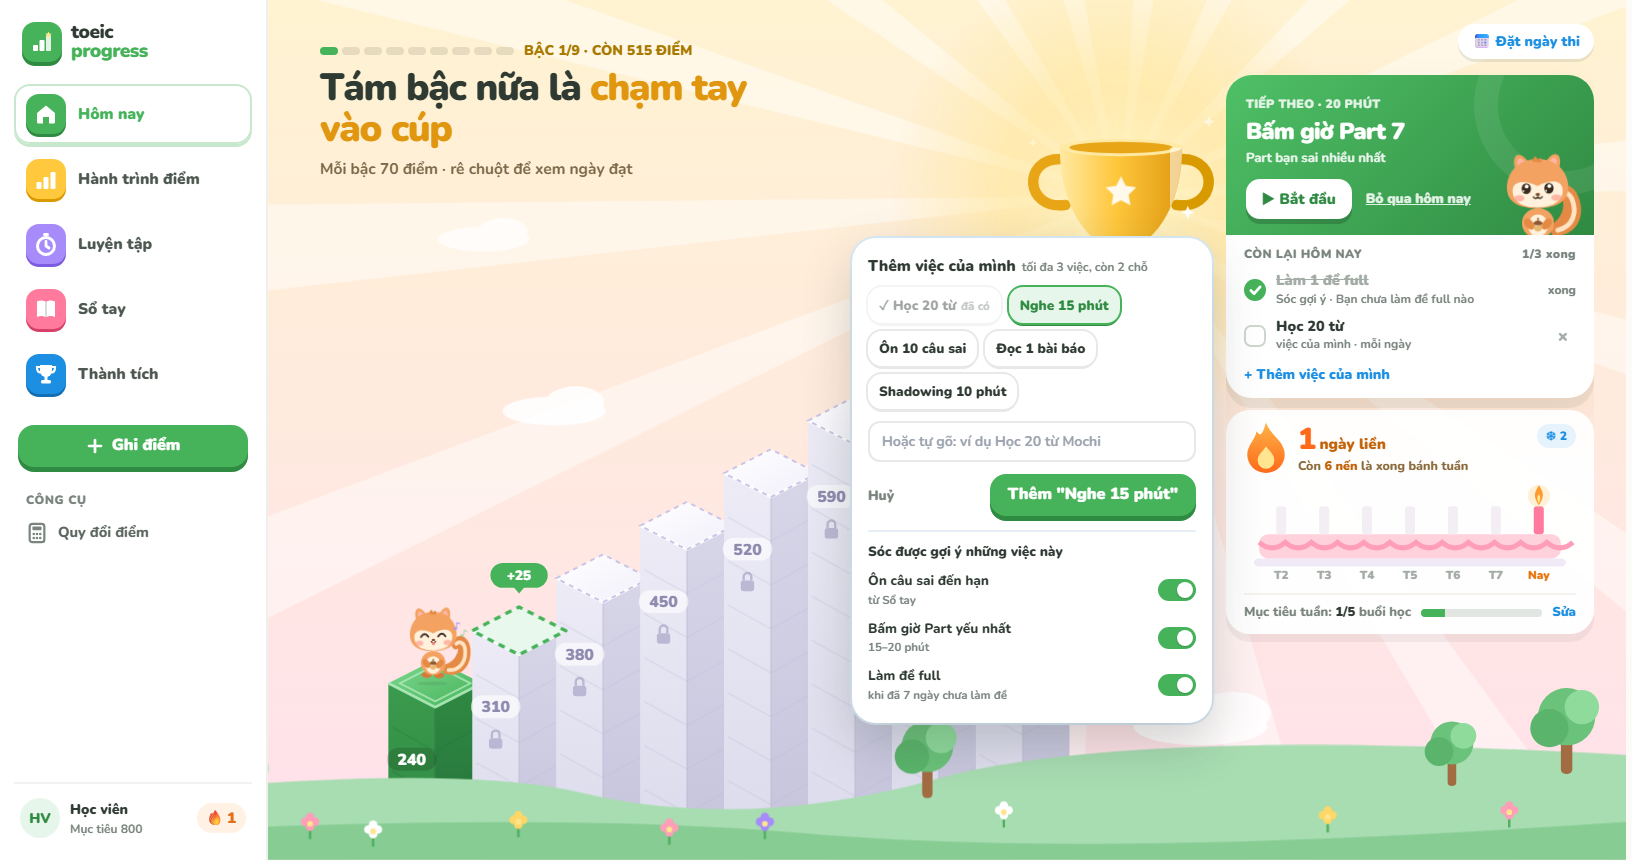 toeic
progress
Hôm nay
Hành trình điểm
Luyện tập
Sổ tay
Thành tích
+ Ghi điểm
CÔNG CỤ
Quy đổi điểm
HV
Học viên
Mục tiêu 800
1
BẬC 1/9 · CÒN 515 ĐIỂM
Tám bậc nữa là chạm tay
vào cúp
Mỗi bậc 70 điểm · rê chuột để xem ngày đạt
+25
240
310
380
450
520
590
Thêm việc của mình tối đa 3 việc, còn 2 chỗ
✓ Học 20 từ đã có
Nghe 15 phút
Ôn 10 câu sai
Đọc 1 bài báo
Shadowing 10 phút
Hoặc tự gõ: ví dụ Học 20 từ Mochi
Huỷ
Thêm "Nghe 15 phút"
Sóc được gợi ý những việc này
Ôn câu sai đến hạn
từ Sổ tay
Bấm giờ Part yếu nhất
15–20 phút
Làm đề full
khi đã 7 ngày chưa làm đề
Đặt ngày thi
TIẾP THEO · 20 PHÚT
Bấm giờ Part 7
Part bạn sai nhiều nhất
Bắt đầu
Bỏ qua hôm nay
CÒN LẠI HÔM NAY
1/3 xong
Làm 1 đề full
Sóc gợi ý · Bạn chưa làm đề full nào
xong
Học 20 từ
việc của mình · mỗi ngày
×
+ Thêm việc của mình
1 ngày liền
2
Còn 6 nến là xong bánh tuần
T2
T3
T4
T5
T6
T7
Nay
Mục tiêu tuần: 1/5 buổi học
Sửa